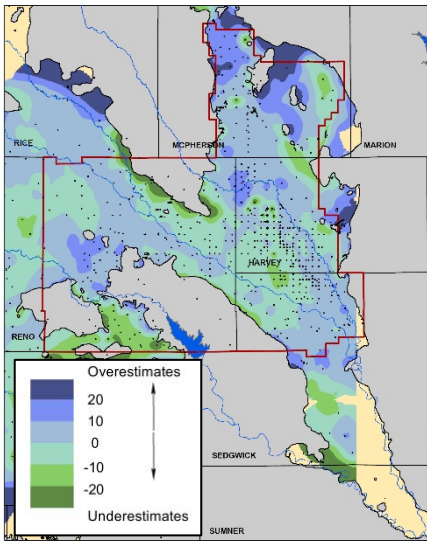 RICE
MCPHERSON
MARION
HARVEY
RENO
Overestimates
20
10
0
-10
-20
Underestimates
SEDGWICK
SUMNER